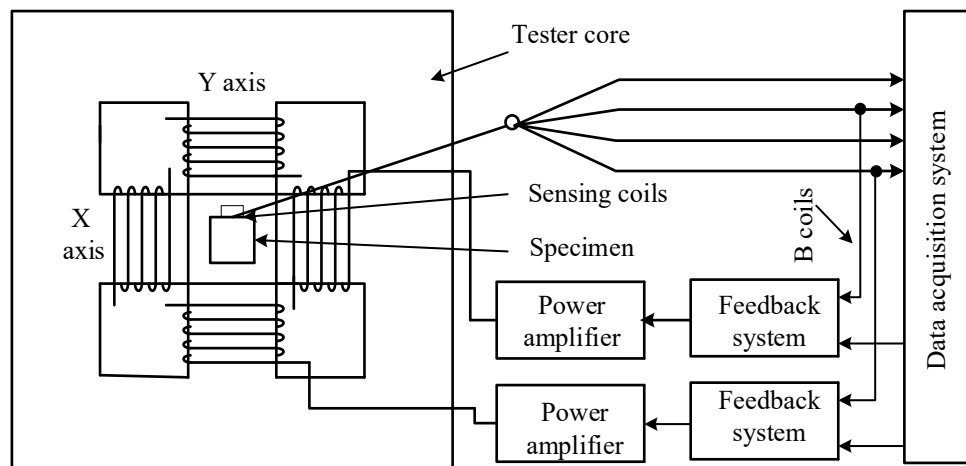 Tester core
Y axis
X
axis
Sensing coils
Specimen
B coils
Data acquisition system
Power
amplifier
Feedback
system
Power
amplifier
Feedback
system